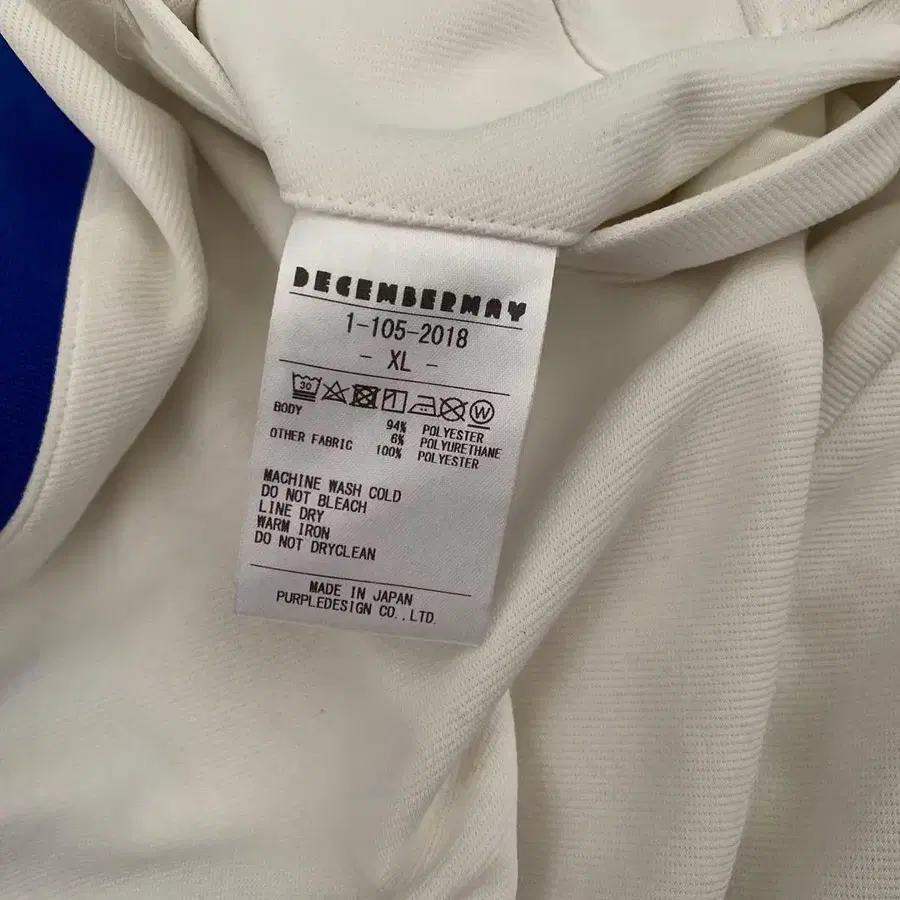 DECEMBERMAY
1-105-2018
- XL -
30 W
BODY 94% POLYESTER
6% POLYURETHANE
OTHER FABRIC 100% POLYESTER
MACHINE WASH COLD
DO NOT BLEACH
LINE DRY
WARM IRON
DO NOT DRYCLEAN
MADE IN JAPAN
PURPLEDESIGN CO.,LTD.